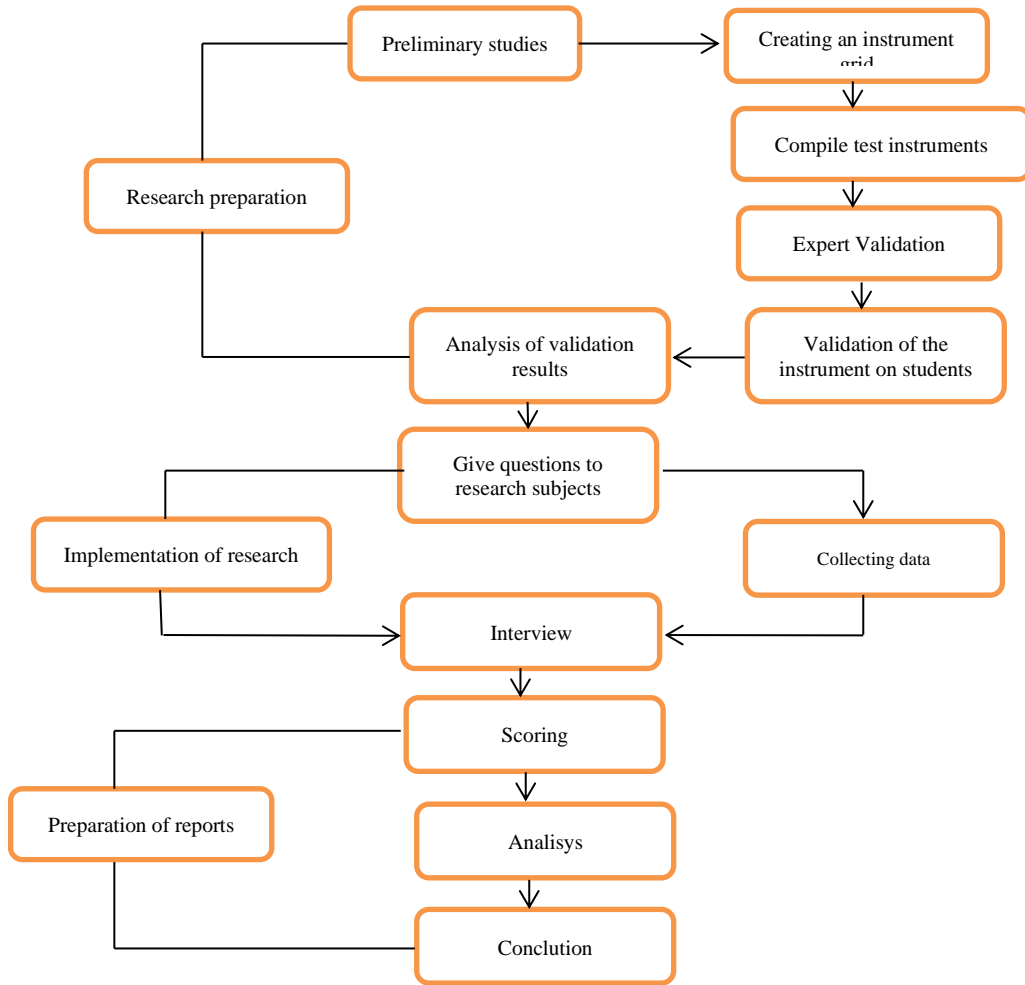 Preliminary studies
Creating an instrument
grid
Compile test instruments
Research preparation
Expert Validation
Analysis of validation
results
Validation of the
instrument on students
Give questions to
research subjects
Implementation of research
Collecting data
Interview
Scoring
Preparation of reports
Analisys
Conclution